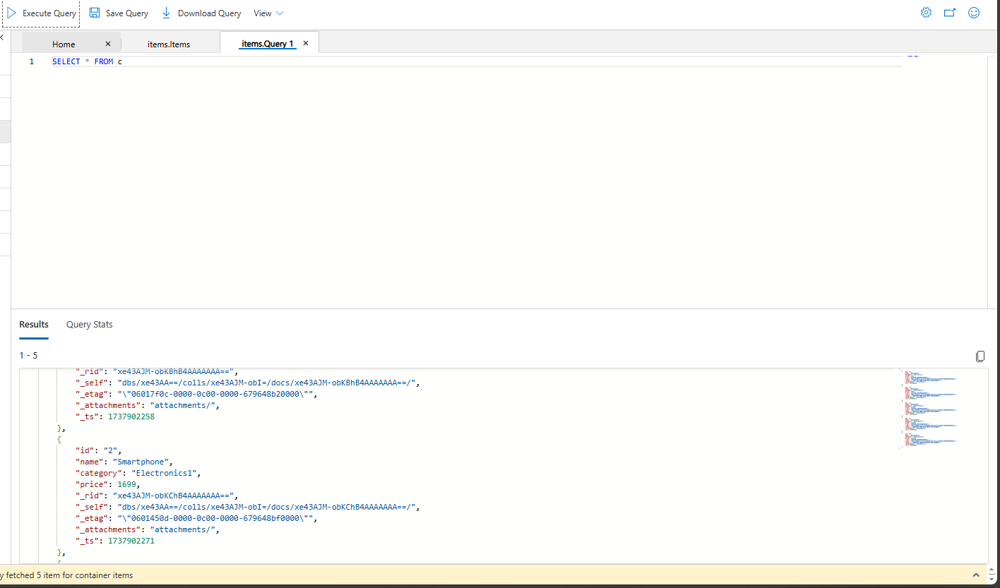 Execute Query Save Query Download Query View
Home items.Items items.Query 1
1 SELECT * FROM c
Results Query Stats
1 - 5
"_rid": "xe43AJM-obKBhB4AAAAAAA==",
"_self": "dbs/xe43AA==/colls/xe43AJM-obI=/docs/xe43AJM-obKBhB4AAAAAAA==/",
"_etag": "\"06017f0c-0000-0c00-0000-679648b20000\"",
"_attachments": "attachments/",
"_ts": 1737902258
},
{
"id": "2",
"name": "Smartphone",
"category": "Electronics1",
"price": 1699,
"_rid": "xe43AJM-obKChB4AAAAAAA==",
"_self": "dbs/xe43AA==/colls/xe43AJM-obI=/docs/xe43AJM-obKChB4AAAAAAA==/",
"_etag": "\"0601450d-0000-0c00-0000-679648bf0000\"",
"_attachments": "attachments/",
"_ts": 1737902271
},
{
y fetched 5 item for container items